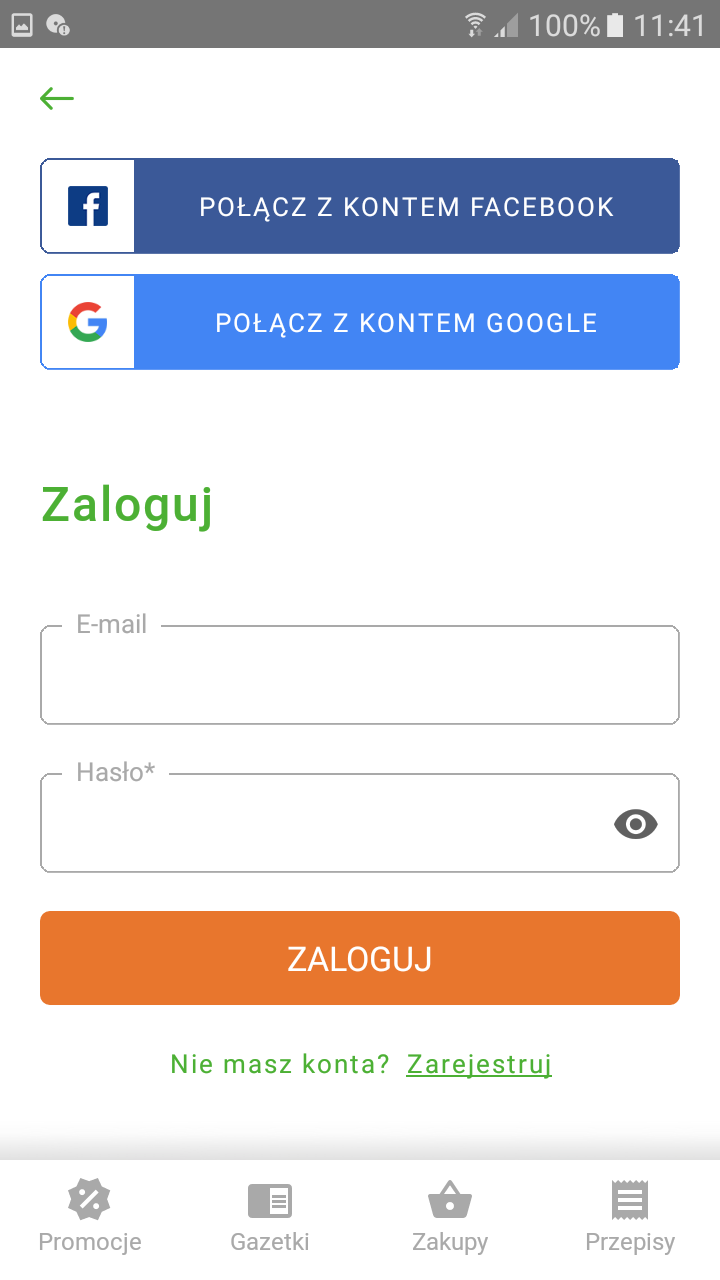 100% 11:41
POŁĄCZ Z KONTEM FACEBOOK
POŁĄCZ Z KONTEM GOOGLE
Zaloguj
E-mail
Hasło*
ZALOGUJ
Nie masz konta? Zarejestruj
Promocje Gazetki Zakupy Przepisy